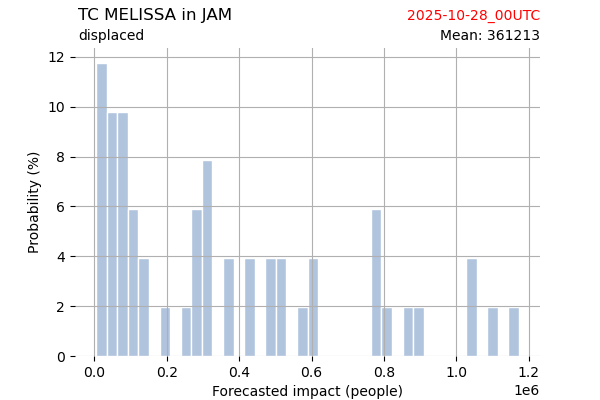 TC MELISSA in JAM
2025-10-28_00UTC
displaced
Mean: 361213
12
10
8
6
4
2
0
Probability (%)
0.0 0.2 0.4 0.6 0.8 1.0 1.2
1e6
Forecasted impact (people)